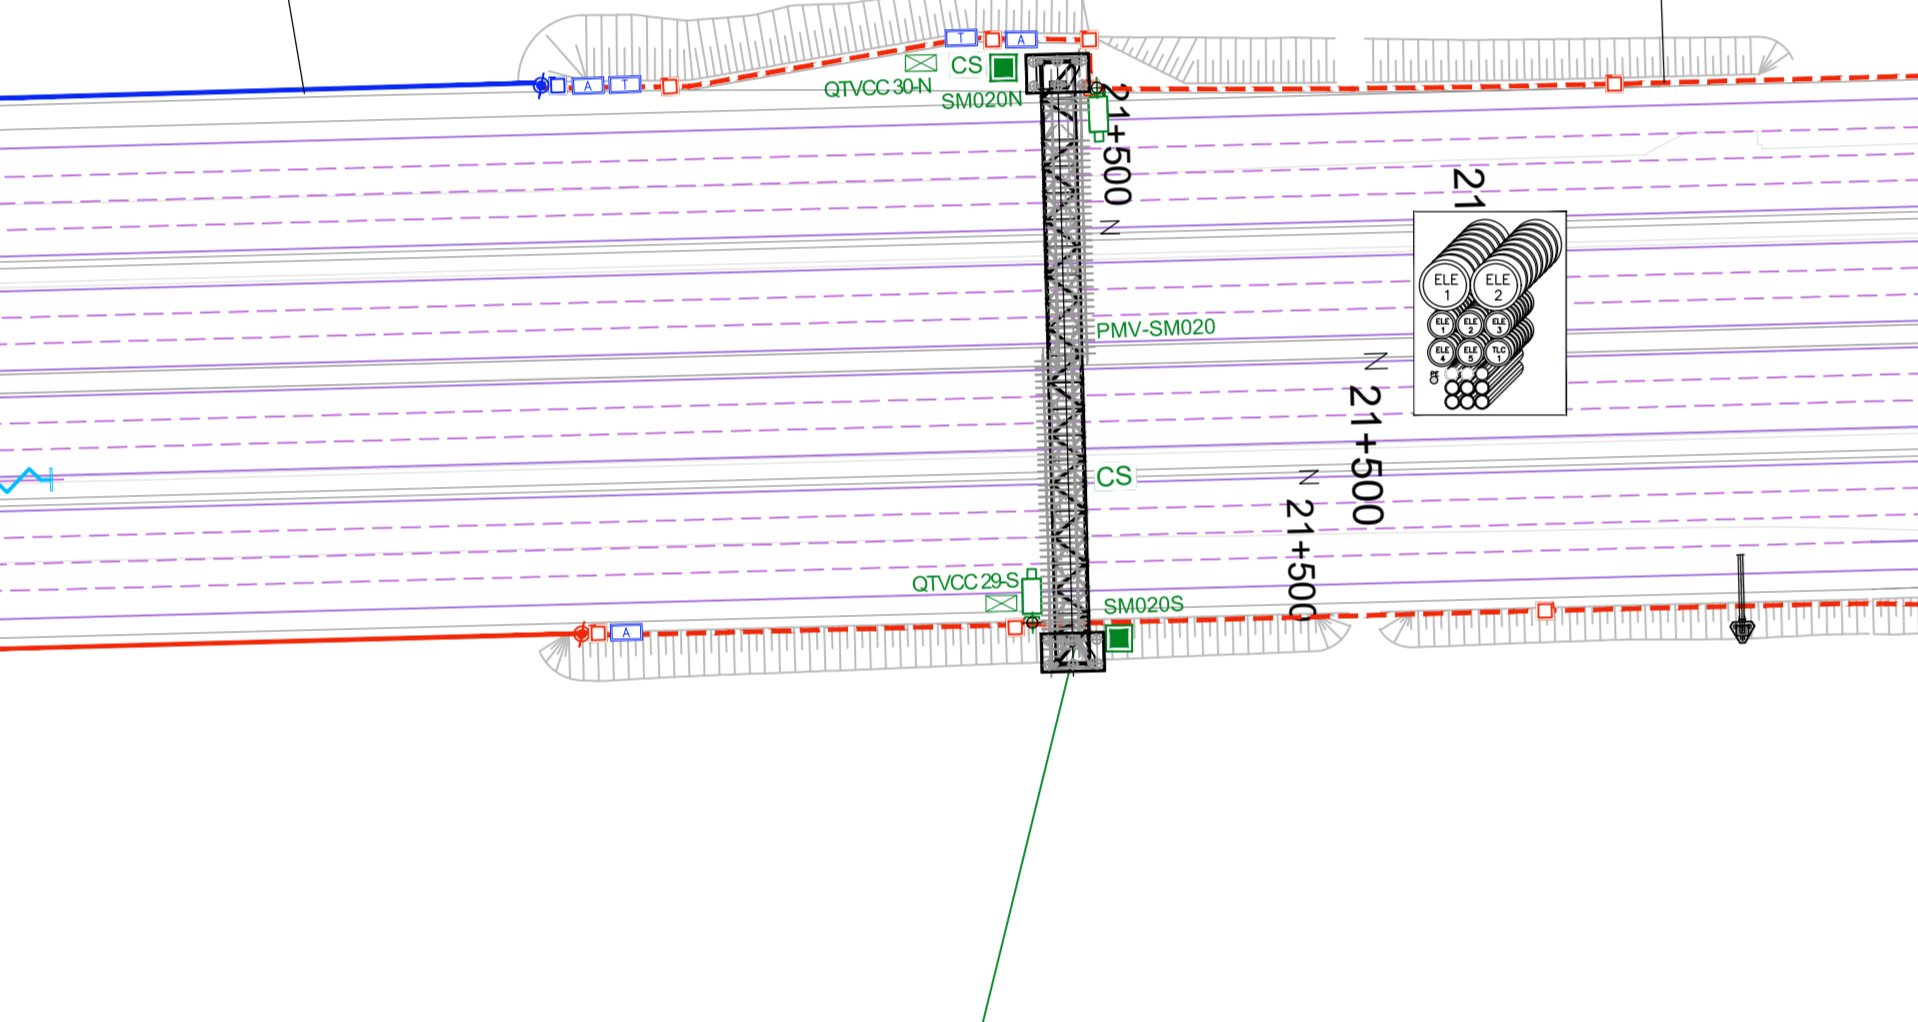 T
A
CS
QTVCC 30-N
SM020N
A
T
21+500
N
21
ELE
1
ELE
2
ELE
1
ELE
2
ELE
3
ELE
4
ELE
5
TLC
1
PMV-SM020
N
21+500
CS
N
21+500
QTVCC 29-S
SM020S
A